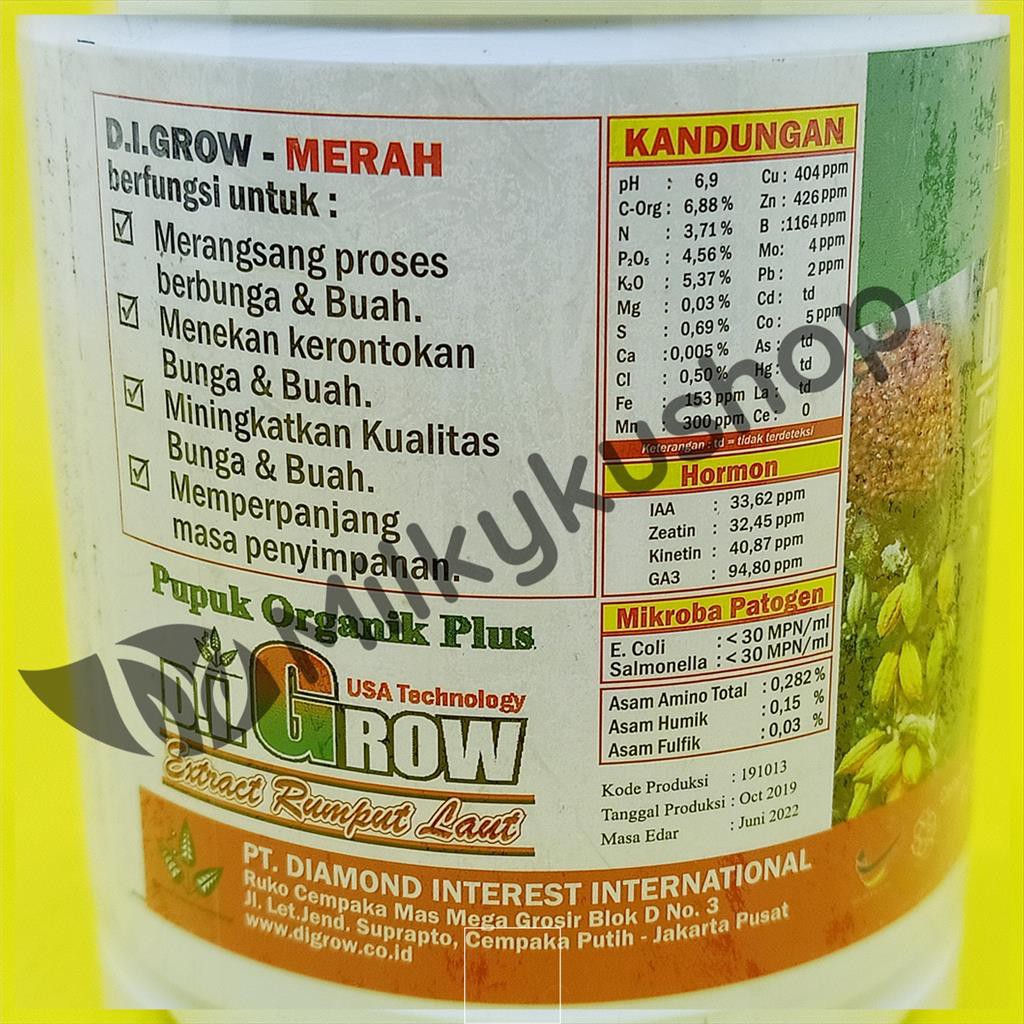 D.I.GROW - MERAH
berfungsi untuk :
Merangsang proses
berbunga & Buah.
Menekan kerontokan
Bunga & Buah.
Miningkatkan Kualitas
Bunga & Buah.
Memperpanjang
masa penyimpanan.
Pupuk Organik Plus
USA Technology
D.I. GROW
Extract Rumput Laut
KANDUNGAN
pH : 6,9 Cu : 404 ppm
C-Org : 6,88 % Zn : 426 ppm
N : 3,71 % B : 1164 ppm
P₂O₅ : 4,56 % Mo : 4 ppm
K₂O : 5,37 % Pb : 2 ppm
Mg : 0,03 % Cd : td
S : 0,69 % Co : 5 ppm
Ca : 0,005 % As : td
Cl : 0,50 % Hg : td
Fe : 153 ppm La : td
Mn : 300 ppm Ce : 0
Keterangan : td = tidak terdeteksi
Hormon
IAA : 33,62 ppm
Zeatin : 32,45 ppm
Kinetin : 40,87 ppm
GA3 : 94,80 ppm
Mikroba Patogen
E. Coli : < 30 MPN/ml
Salmonella : < 30 MPN/ml
Asam Amino Total : 0,282 %
Asam Humik : 0,15 %
Asam Fulfik : 0,03 %
Kode Produksi : 191013
Tanggal Produksi : Oct 2019
Masa Edar : Juni 2022
PT. DIAMOND INTEREST INTERNATIONAL
Ruko Cempaka Mas Mega Grosir Blok D No. 3
Jl. Let.Jend. Suprapto, Cempaka Putih - Jakarta Pusat
www.digrow.co.id
Milkykushop